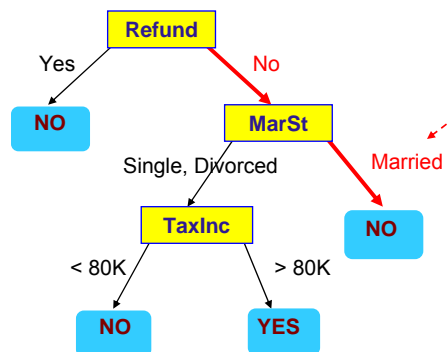 Refund
Yes
No
NO
MarSt
Single, Divorced
Married
TaxInc
NO
< 80K
> 80K
NO
YES